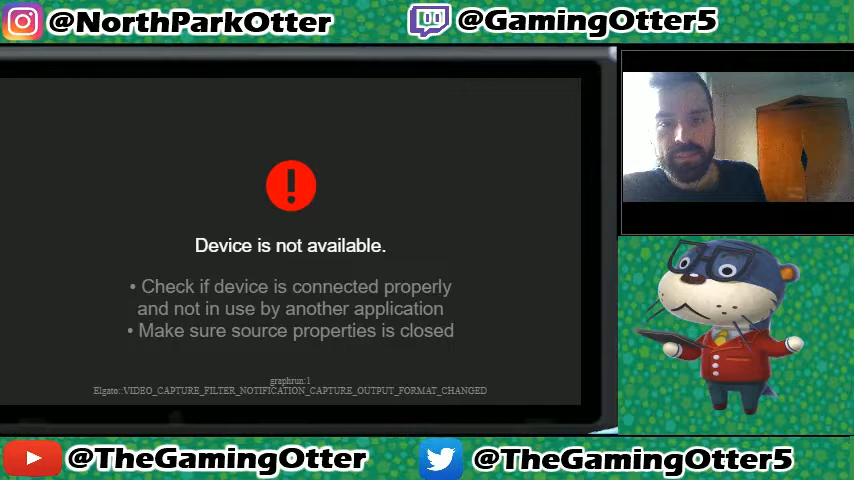 @NorthParkOtter
@GamingOtter5
Device is not available.
• Check if device is connected properly
and not in use by another application
• Make sure source properties is closed
graphrun:1
Elgato::VIDEO_CAPTURE_FILTER_NOTIFICATION_CAPTURE_OUTPUT_FORMAT_CHANGED
@TheGamingOtter
@TheGamingOtter5